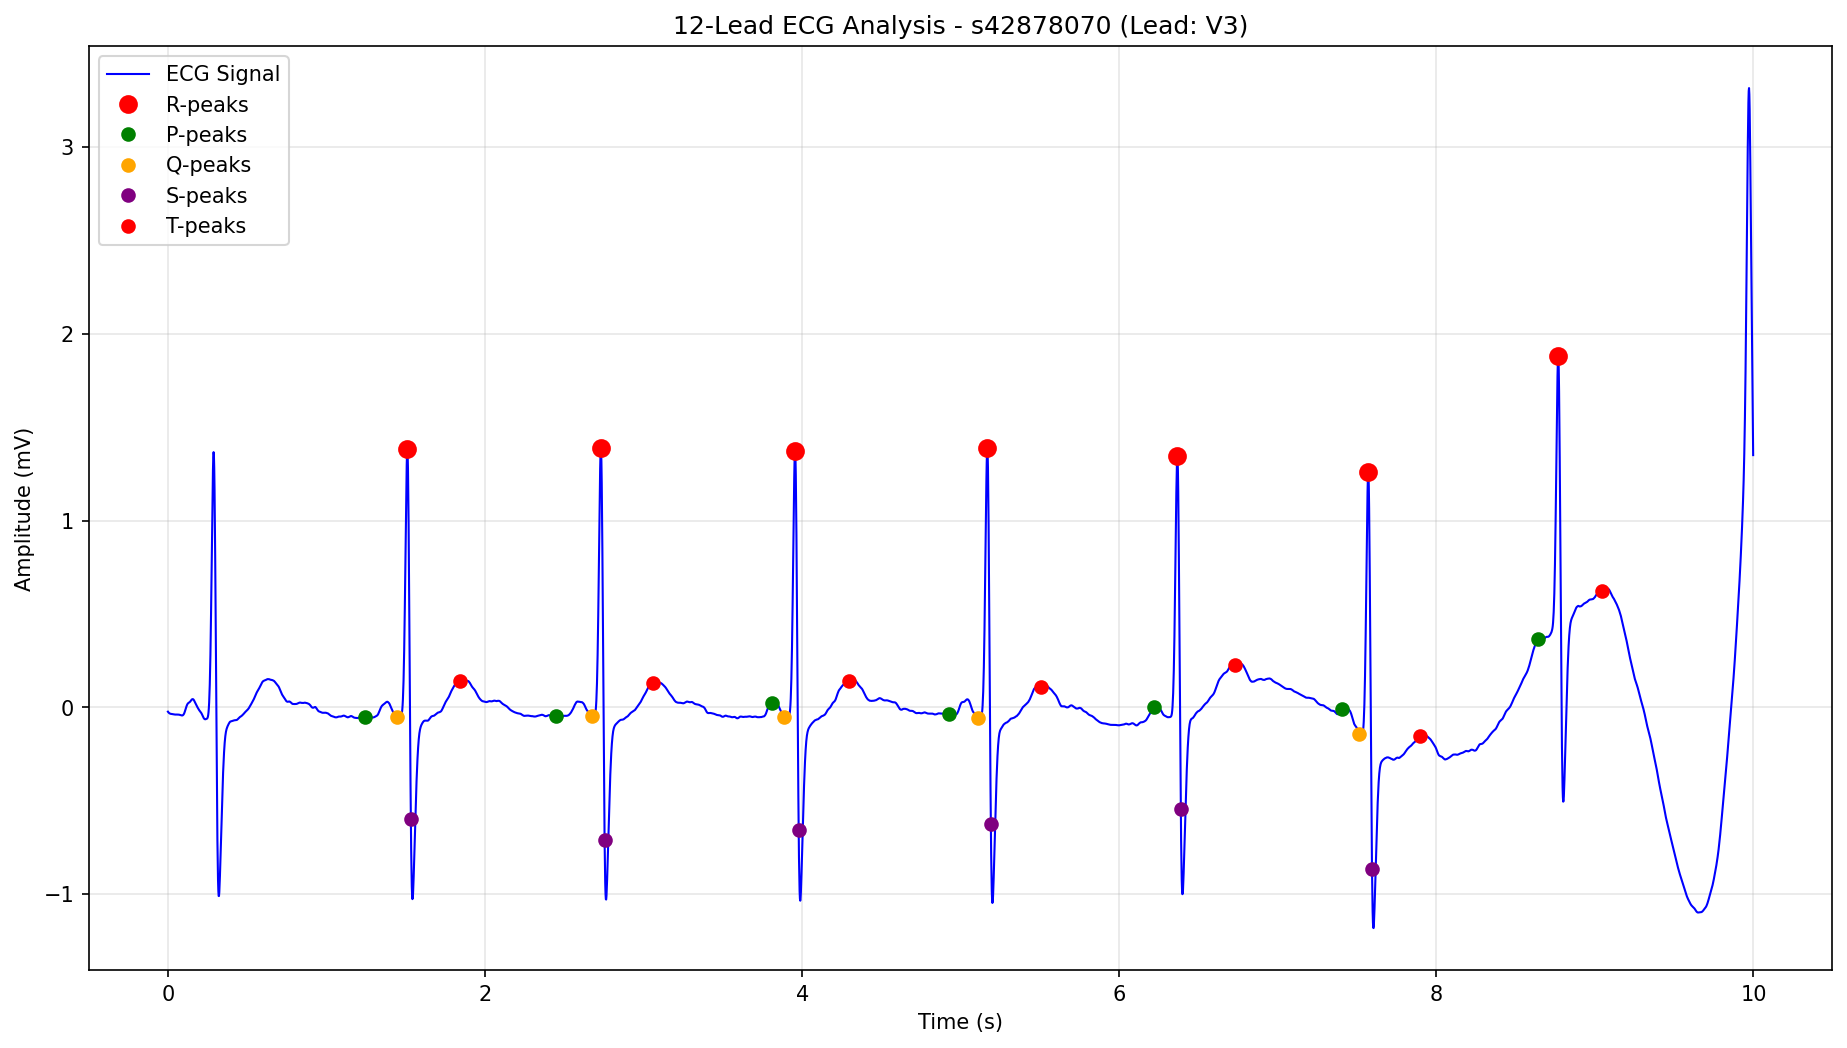 12-Lead ECG Analysis - s42878070 (Lead: V3)
ECG Signal
R-peaks
P-peaks
Q-peaks
S-peaks
T-peaks
Amplitude (mV)
3
2
1
0
−1
0 2 4 6 8 10
Time (s)